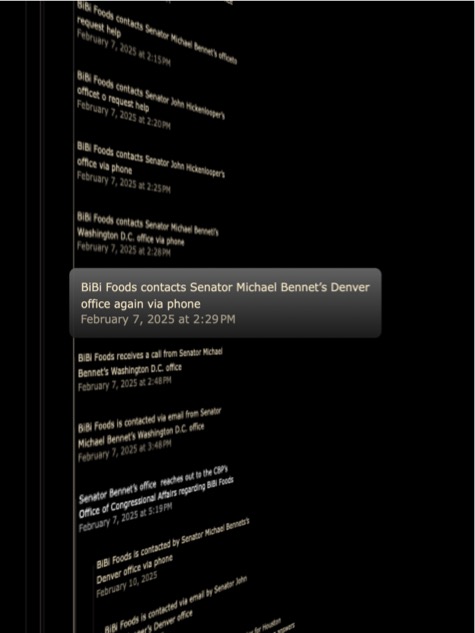 BiBi Foods contacts Senator Michael Bennet's officeto
request help
February 7, 2025 at 2:15PM
BiBi Foods contacts Senator John Hickenlooper's
officet o request help
February 7, 2025 at 2:20PM
BiBi Foods contacts Senator John Hickenlooper's
office via phone
February 7, 2025 at 2:25PM
BiBi Foods contacts Senator Michael Bennet's
Washington D.C. office via phone
February 7, 2025 at 2:28PM
BiBi Foods contacts Senator Michael Bennet's Denver
office again via phone
February 7, 2025 at 2:29PM
BiBi Foods receives a call from Senator Michael
Bennet's Washington D.C. office
February 7, 2025 at 2:48PM
BiBi Foods is contacted via email from Senator
Michael Bennet's Washington D.C. office
February 7, 2025 at 3:48PM
Senator Bennet's office reaches out to the CBP's
Office of Congressional Affairs regarding BiBi Foods
February 7, 2025 at 5:19PM
BiBi Foods is contacted by Senator Michael Bennets's
Denver office via phone
February 10, 2025
BiBi Foods is contacted via email by Senator John
Denver office
for Houston
answers